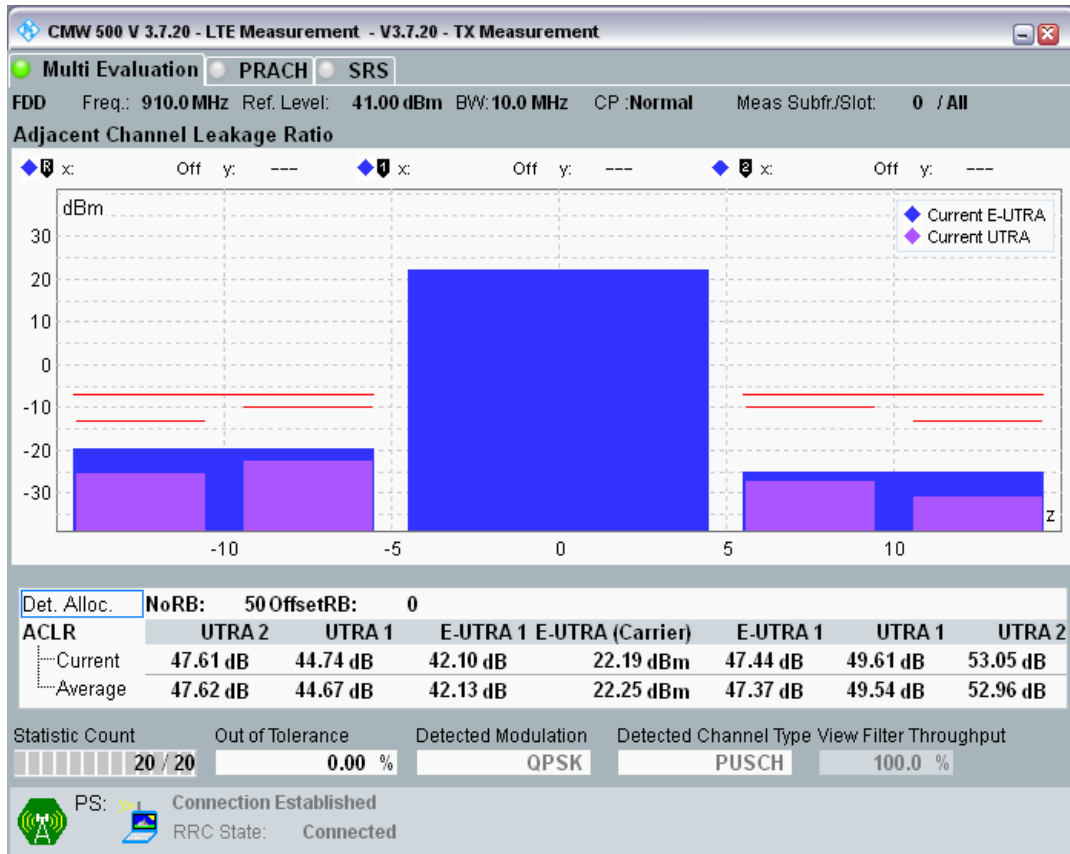 CMW 500 V 3.7.20 - LTE Measurement - V3.7.20 - TX Measurement
Multi Evaluation PRACH SRS
FDD Freq.: 910.0 MHz Ref. Level: 41.00 dBm BW: 10.0 MHz CP :Normal Meas Subfr./Slot: 0 / All
Adjacent Channel Leakage Ratio
R x: Off y: --- 1 x: Off y: --- 2 x: Off y: ---
dBm
Current E-UTRA
Current UTRA
30
20
10
0
-10
-20
-30
z
-10 -5 0 5 10
Det. Alloc. NoRB: 50 OffsetRB: 0
ACLR UTRA 2 UTRA 1 E-UTRA 1 E-UTRA (Carrier) E-UTRA 1 UTRA 1 UTRA 2
Current 47.61 dB 44.74 dB 42.10 dB 22.19 dBm 47.44 dB 49.61 dB 53.05 dB
Average 47.62 dB 44.67 dB 42.13 dB 22.25 dBm 47.37 dB 49.54 dB 52.96 dB
Statistic Count Out of Tolerance Detected Modulation Detected Channel Type View Filter Throughput
20 / 20 0.00 % QPSK PUSCH 100.0 %
PS: Connection Established
RRC State: Connected